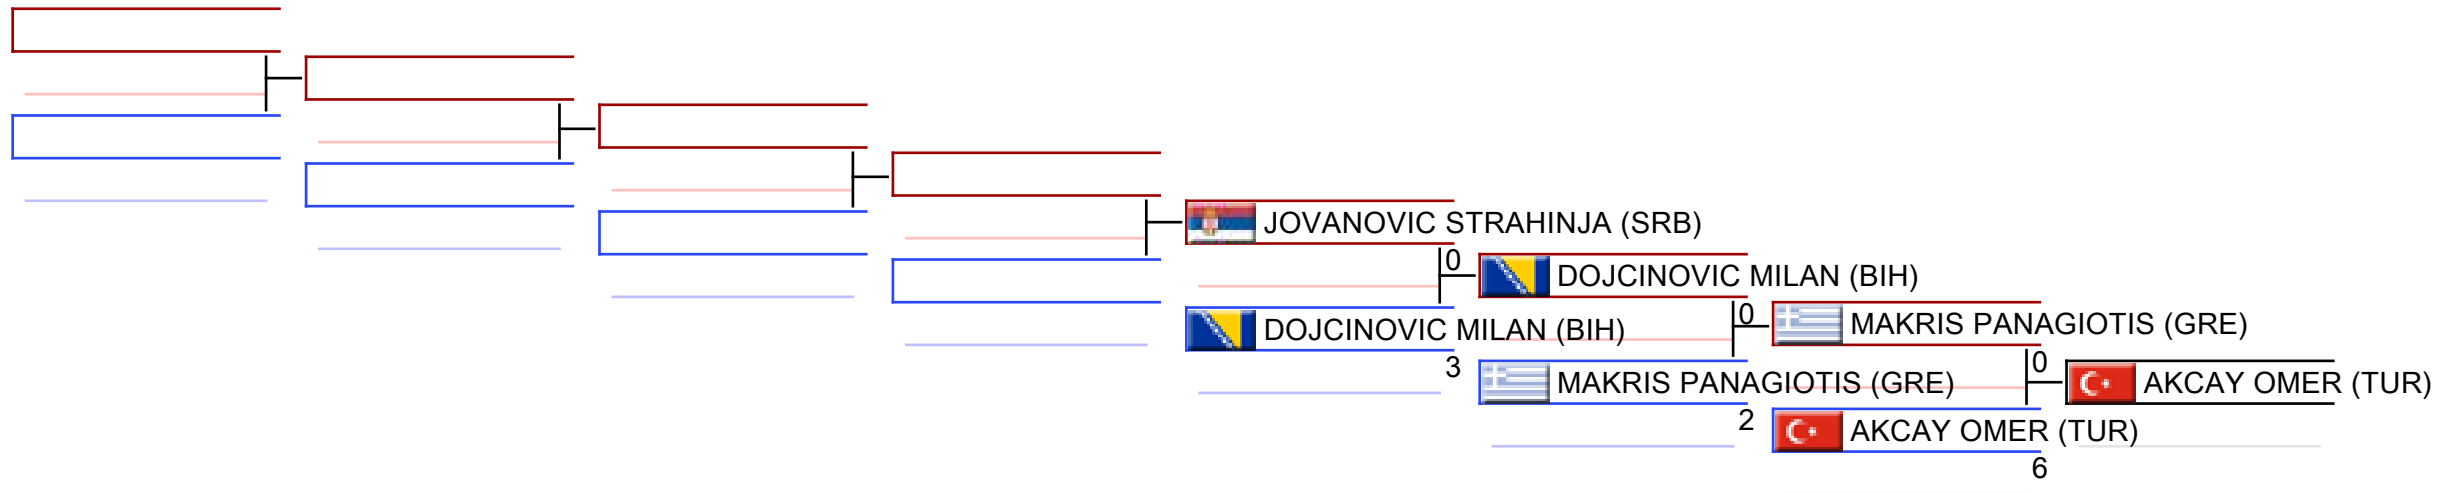 JOVANOVIC STRAHINJA (SRB)
0
DOJCINOVIC MILAN (BIH)
DOJCINOVIC MILAN (BIH)
3
0
MAKRIS PANAGIOTIS (GRE)
MAKRIS PANAGIOTIS (GRE)
2
0
AKCAY OMER (TUR)
AKCAY OMER (TUR)
6